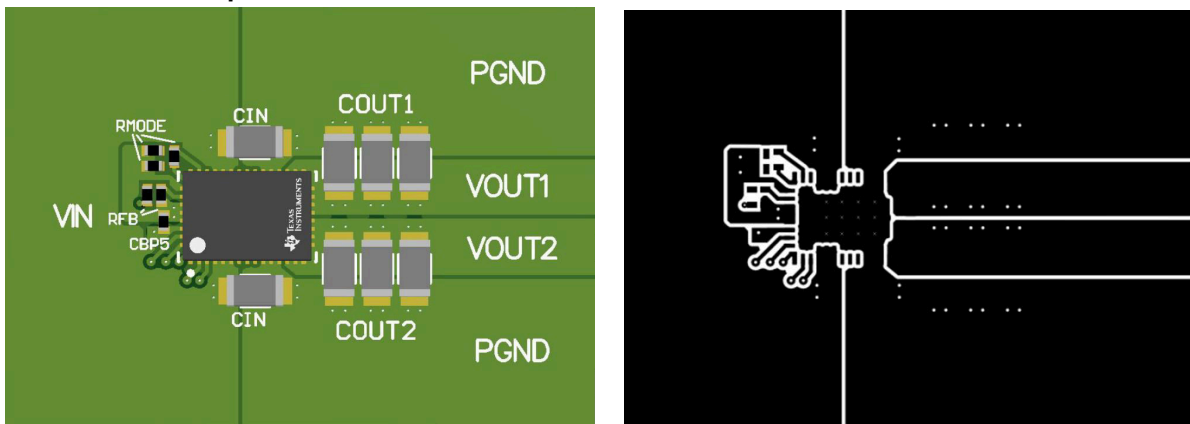 PGND
COUT1
CIN
RMODE
VOUT1
VIN
RFB
TEXAS
INSTRUMENTS
CBP5
VOUT2
CIN
COUT2
PGND